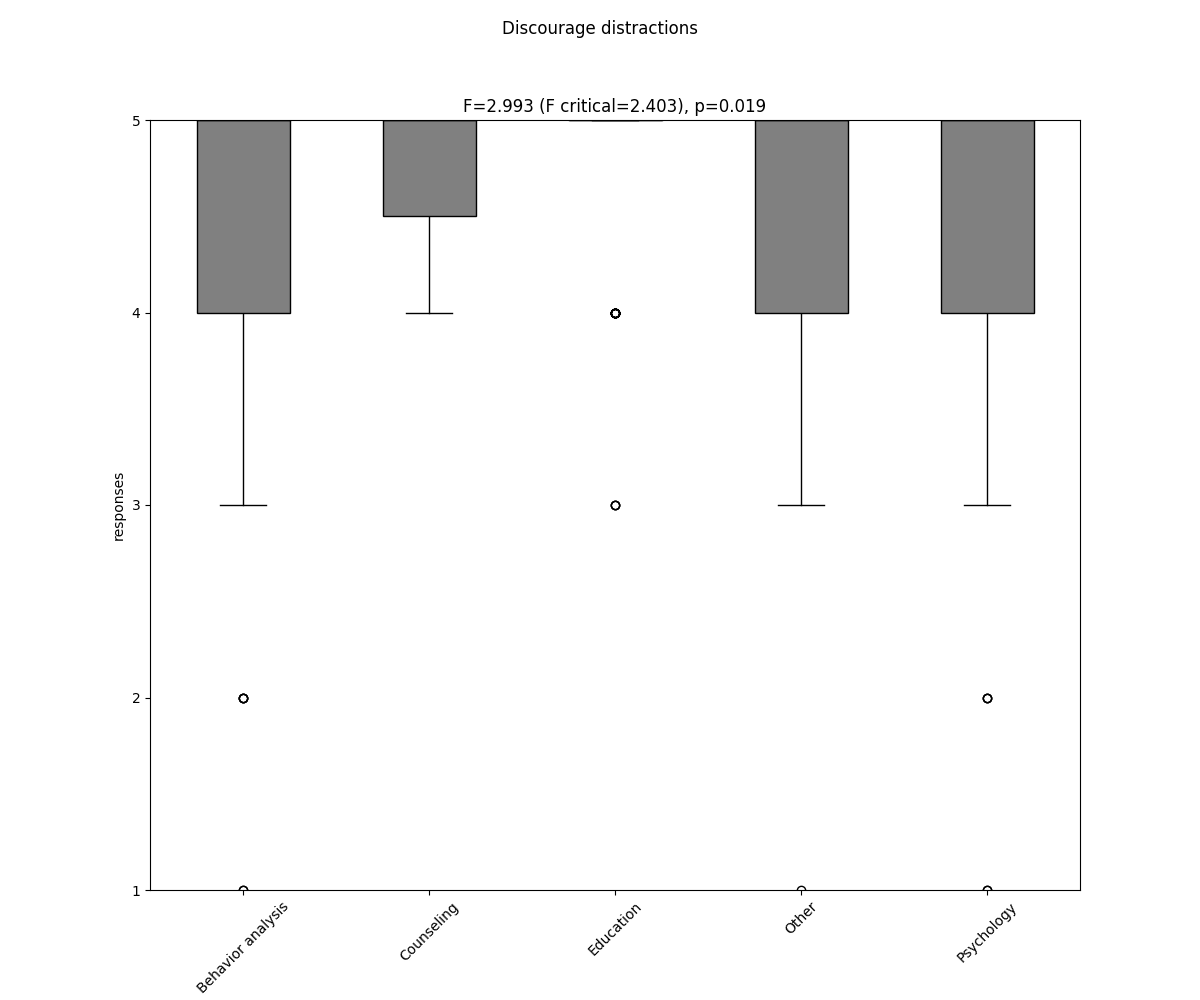 Discourage distractions
F=2.993 (F critical=2.403), p=0.019
5
4
3
2
1
responses
Behavior analysis
Counseling
Education
Other
Psychology